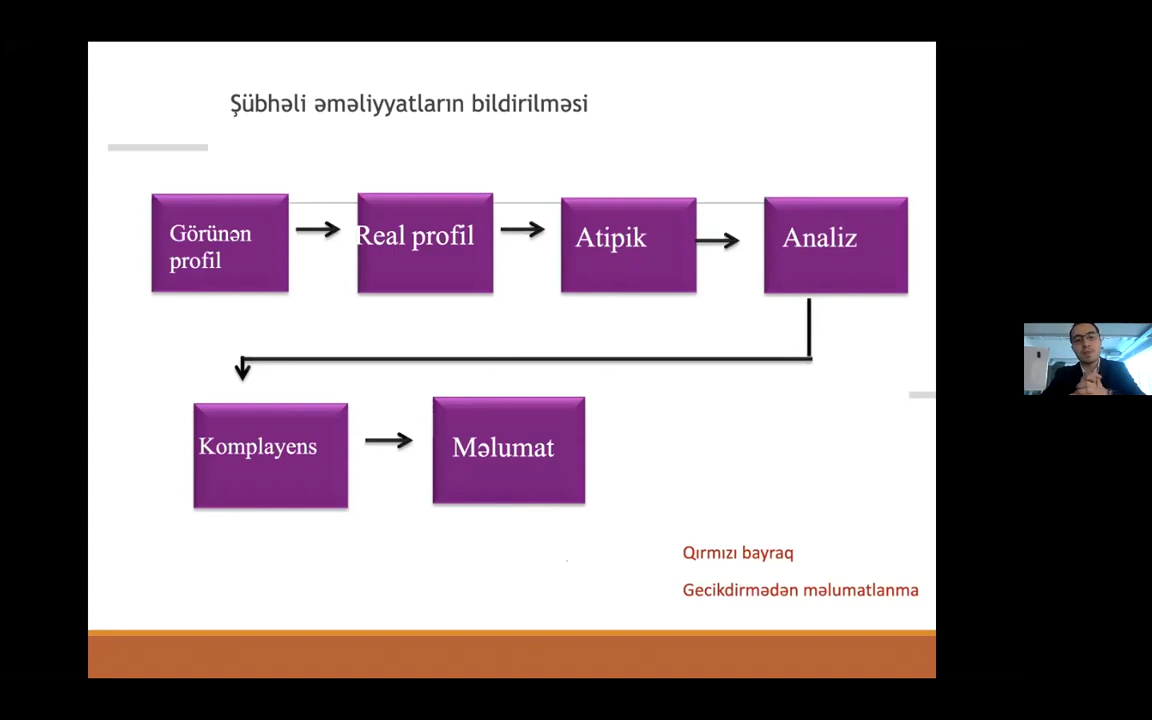 Şübhəli əməliyyatların bildirilməsi
Görünən
profil
Real profil
Atipik
Analiz
Komplayens
Məlumat
Qırmızı bayraq
Gecikdirmədən məlumatlanma